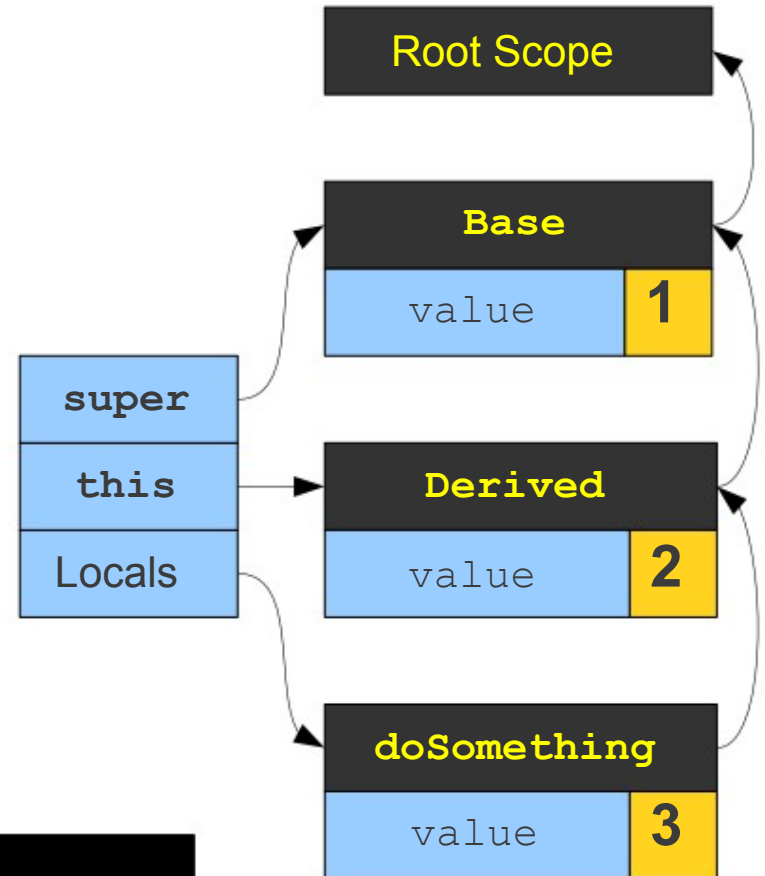 Root Scope
Base
value 1
super
this
Locals
Derived
value 2
doSomething
value 3